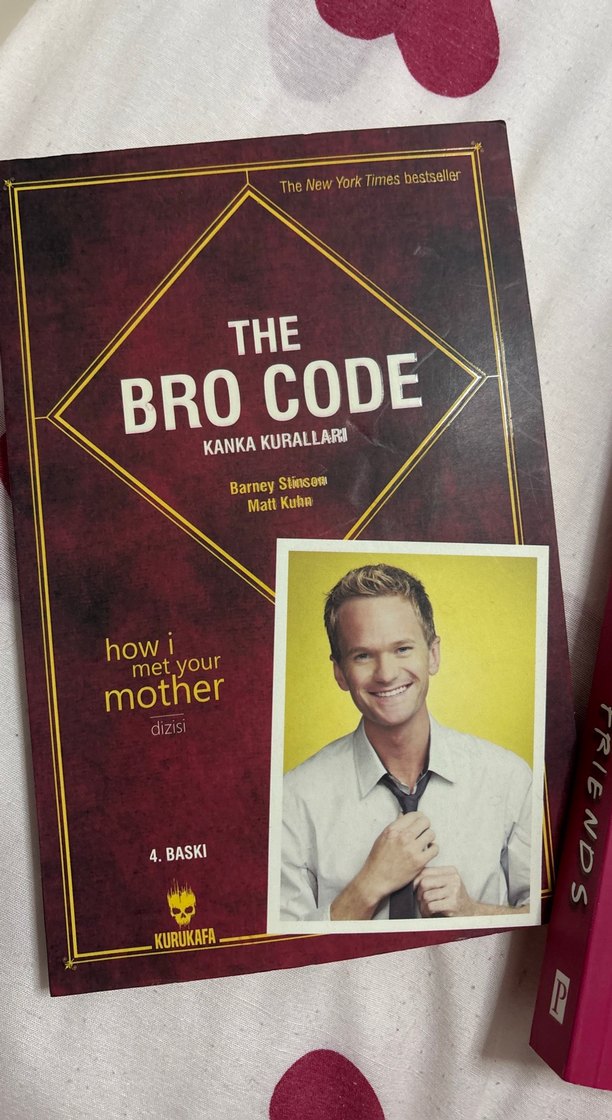 The New York Times bestseller
THE
BRO CODE
KANKA KURALLARI
Barney Stinson
Matt Kuhn
how i
met your
mother
dizisi
4. BASKI
KURUKAFA
FRIENDS
P